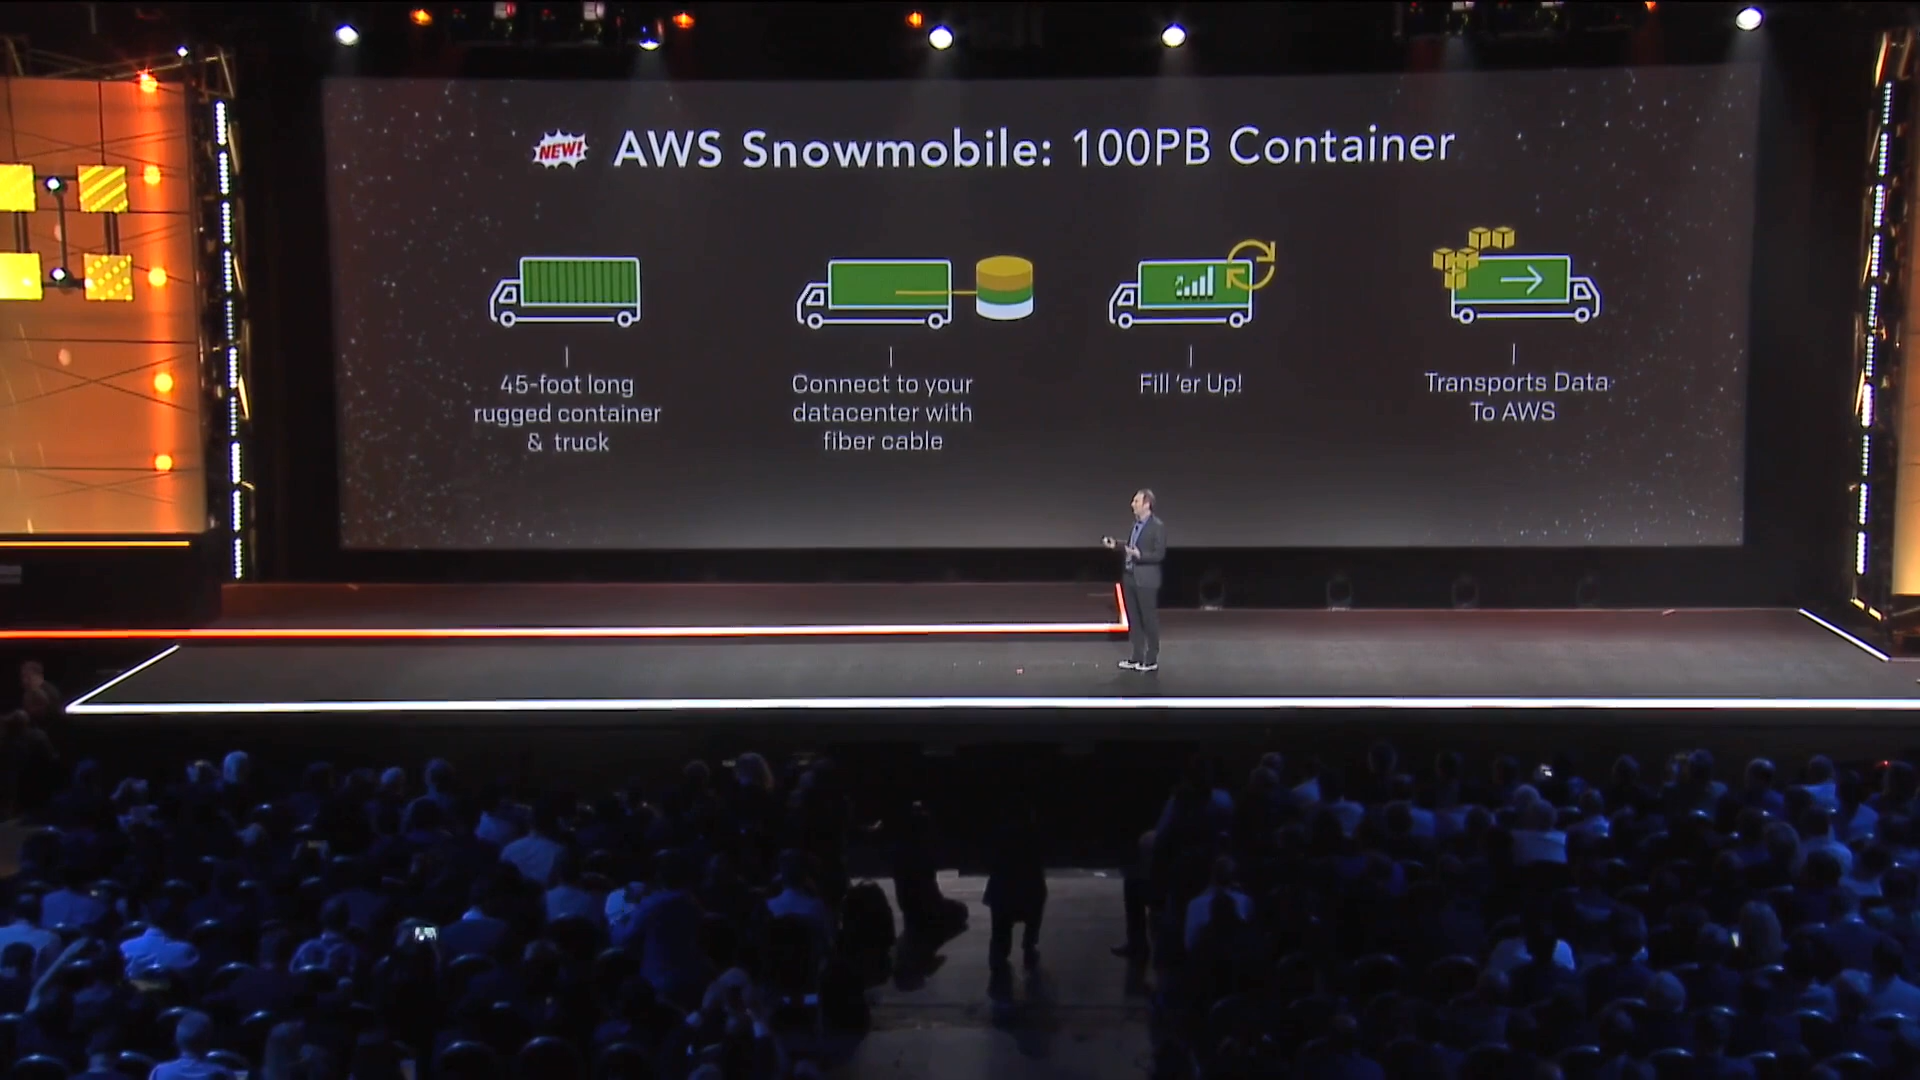 NEW!
AWS Snowmobile: 100PB Container
45-foot long
rugged container
& truck
Connect to your
datacenter with
fiber cable
Fill 'er Up!
Transports Data
To AWS